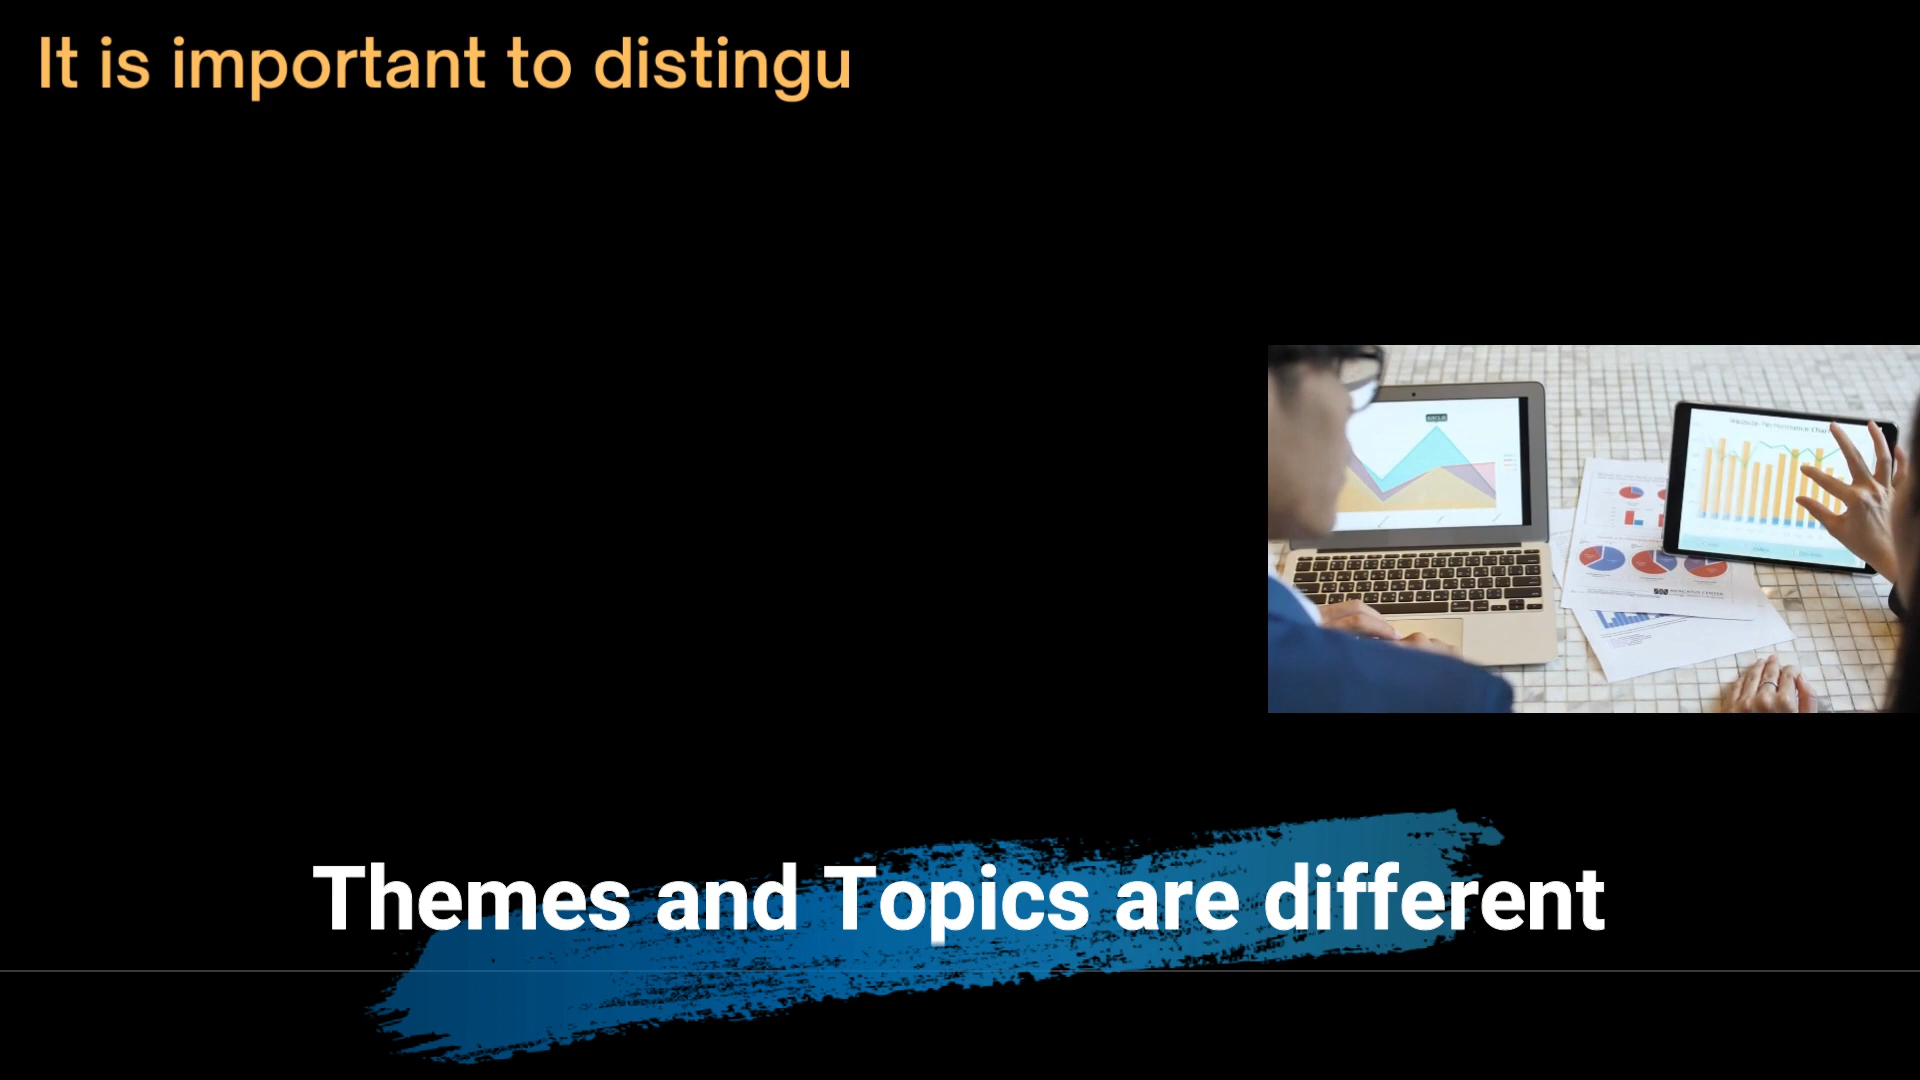 It is important to distingu
Themes and Topics are different